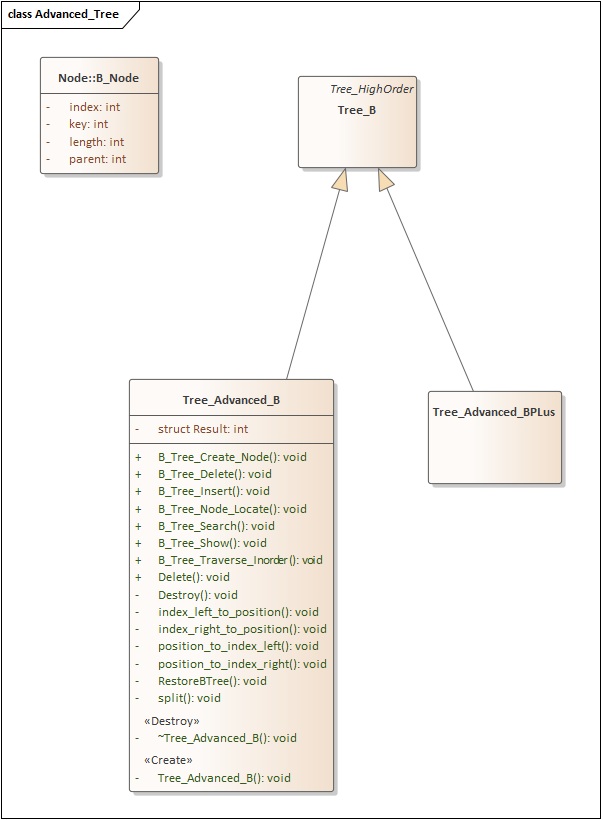 class Advanced_Tree
Node::B_Node
- index: int
- key: int
- length: int
- parent: int
Tree_HighOrder
Tree_B
Tree_Advanced_B
- struct Result: int
+ B_Tree_Create_Node(): void
+ B_Tree_Delete(): void
+ B_Tree_Insert(): void
+ B_Tree_Node_Locate(): void
+ B_Tree_Search(): void
+ B_Tree_Show(): void
+ B_Tree_Traverse_Inorder(): void
+ Delete(): void
- Destroy(): void
- index_left_to_position(): void
- index_right_to_position(): void
- position_to_index_left(): void
- position_to_index_right(): void
- RestoreBTree(): void
- split(): void
«Destroy»
- ~Tree_Advanced_B(): void
«Create»
- Tree_Advanced_B(): void
Tree_Advanced_BPLus